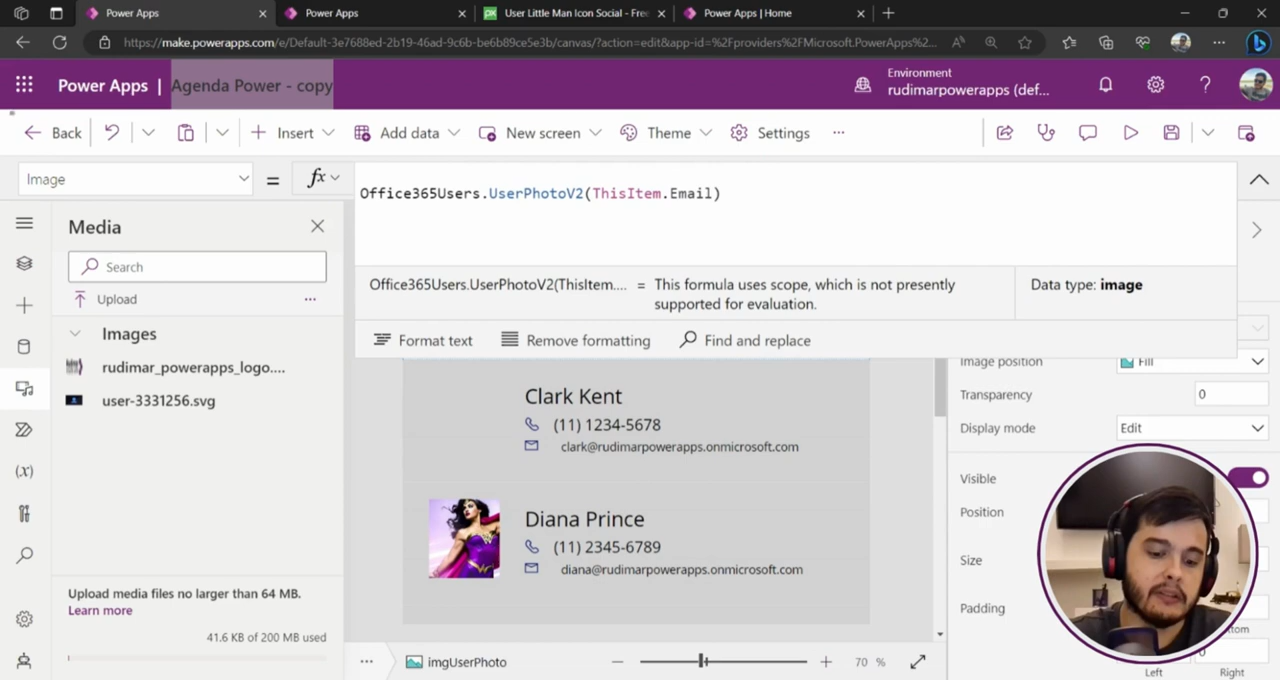 Power Apps
Power Apps
User Little Man Icon Social - Free
Power Apps | Home
https://make.powerapps.com/e/Default-3e7688ed-2b19-46ad-9c6b-be6b89ce5e3b/canvas/?action=edit&app-id=%2Fproviders%2FMicrosoft.PowerApps%2...
Power Apps | Agenda Power - copy
Environment
rudimarpowerapps (def...
Back
Insert
Add data
New screen
Theme
Settings
...
Image
=
fx
Office365Users.UserPhotoV2(ThisItem.Email)
Media
Search
Upload
...
Images
rudimar_powerapps_logo....
user-3331256.svg
Upload media files no larger than 64 MB.
Learn more
41.6 KB of 200 MB used
Office365Users.UserPhotoV2(ThisItem.... = This formula uses scope, which is not presently
supported for evaluation.
Data type: image
Format text
Remove formatting
Find and replace
Clark Kent
(11) 1234-5678
clark@rudimarpowerapps.onmicrosoft.com
Diana Prince
(11) 2345-6789
diana@rudimarpowerapps.onmicrosoft.com
... imgUserPhoto
70 %
Image position
Fill
Transparency
0
Display mode
Edit
Visible
Position
Size
Padding
0
Left
Right